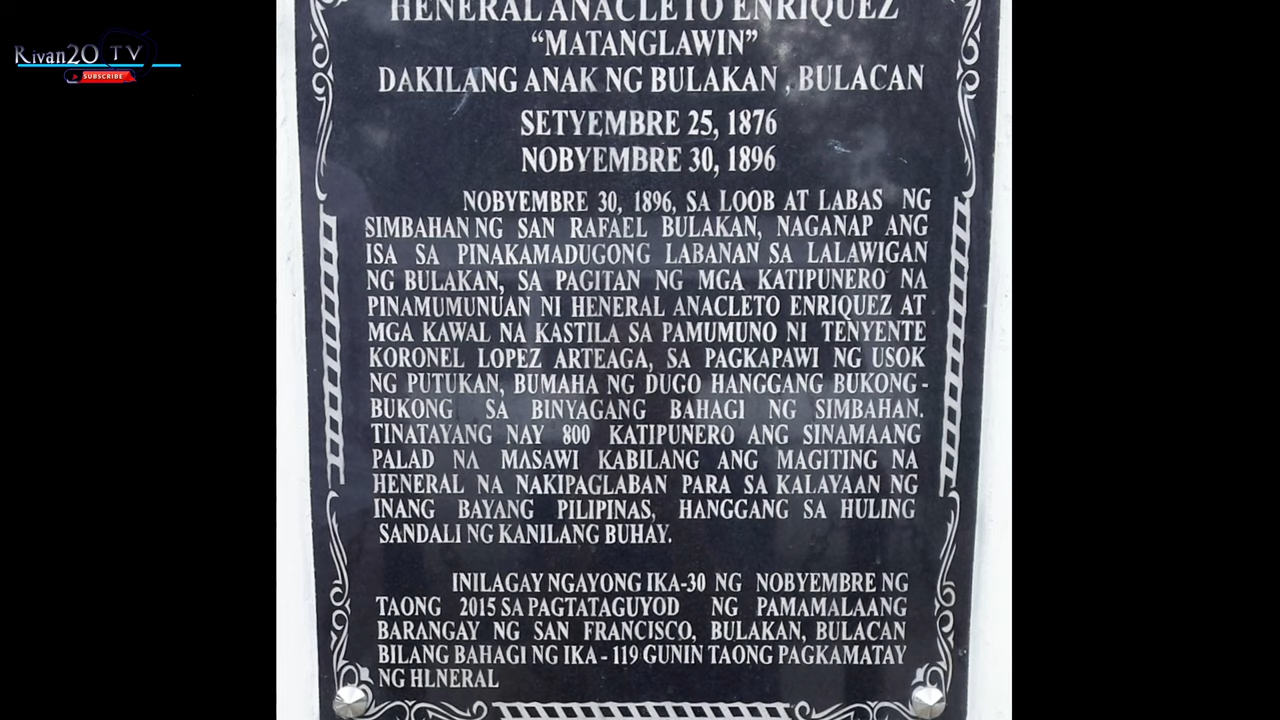 Rivan20 TV
SUBSCRIBE
HENERAL ANACLETO ENRIQUEZ
“MATANGLAWIN”
DAKILANG ANAK NG BULAKAN , BULACAN
SETYEMBRE 25, 1876
NOBYEMBRE 30, 1896
NOBYEMBRE 30, 1896, SA LOOB AT LABAS NG
SIMBAHAN NG SAN RAFAEL BULAKAN, NAGANAP ANG
ISA SA PINAKAMADUGONG LABANAN SA LALAWIGAN
NG BULAKAN, SA PAGITAN NG MGA KATIPUNERO NA
PINAMUMUNUAN NI HENERAL ANACLETO ENRIQUEZ AT
MGA KAWAL NA KASTILA SA PAMUMUNO NI TENYENTE
KORONEL LOPEZ ARTEAGA, SA PAGKAPAWI NG USOK
NG PUTUKAN, BUMAHA NG DUGO HANGGANG BUKONG-
BUKONG SA BINYAGANG BAHAGI NG SIMBAHAN.
TINATAYANG NAY 800 KATIPUNERO ANG SINAMAANG
PALAD NA MASAWI KABILANG ANG MAGITING NA
HENERAL NA NAKIPAGLABAN PARA SA KALAYAAN NG
INANG BAYANG PILIPINAS, HANGGANG SA HULING
SANDALI NG KANILANG BUHAY.
INILAGAY NGAYONG IKA-30 NG NOBYEMBRE NG
TAONG 2015 SA PAGTATAGUYOD NG PAMAMALAANG
BARANGAY NG SAN FRANCISCO, BULAKAN, BULACAN
BILANG BAHAGI NG IKA - 119 GUNIN TAONG PAGKAMATAY
NG HLNERAL